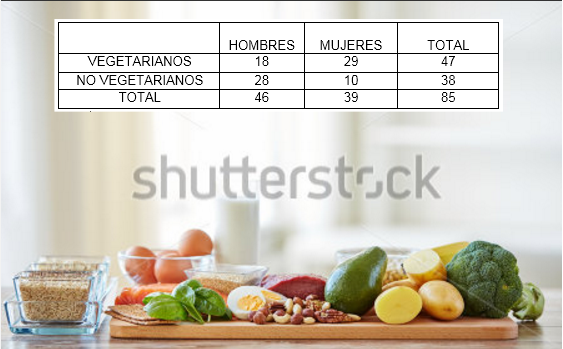 HOMBRES MUJERES TOTAL
VEGETARIANOS 18 29 47
NO VEGETARIANOS 28 10 38
TOTAL 46 39 85
shutterstock